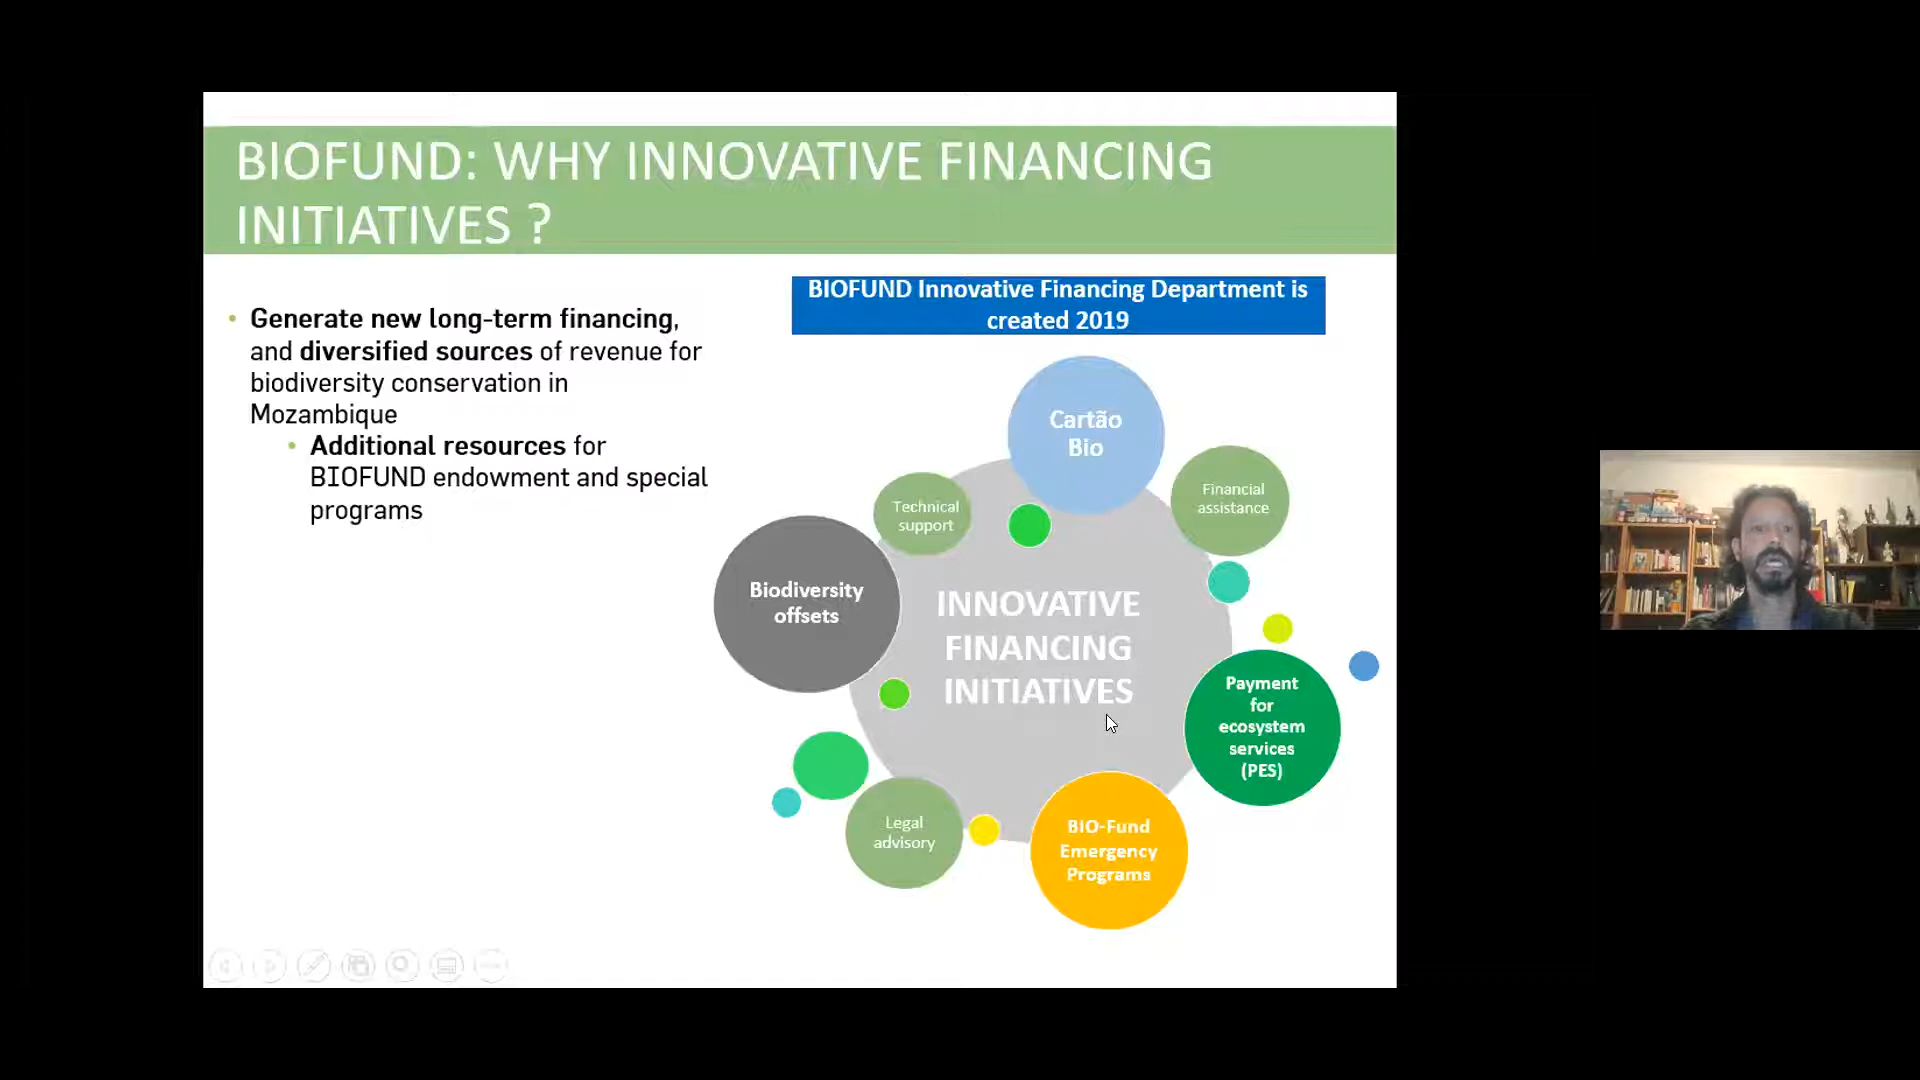 BIOFUND: WHY INNOVATIVE FINANCING
INITIATIVES ?
• Generate new long-term financing,
and diversified sources of revenue for
biodiversity conservation in
Mozambique
• Additional resources for
BIOFUND endowment and special
programs
BIOFUND Innovative Financing Department is
created 2019
Cartão
Bio
Financial
assistance
Technical
support
Biodiversity
offsets
INNOVATIVE
FINANCING
INITIATIVES
Payment
for
ecosystem
services
(PES)
Legal
advisory
BIO-Fund
Emergency
Programs